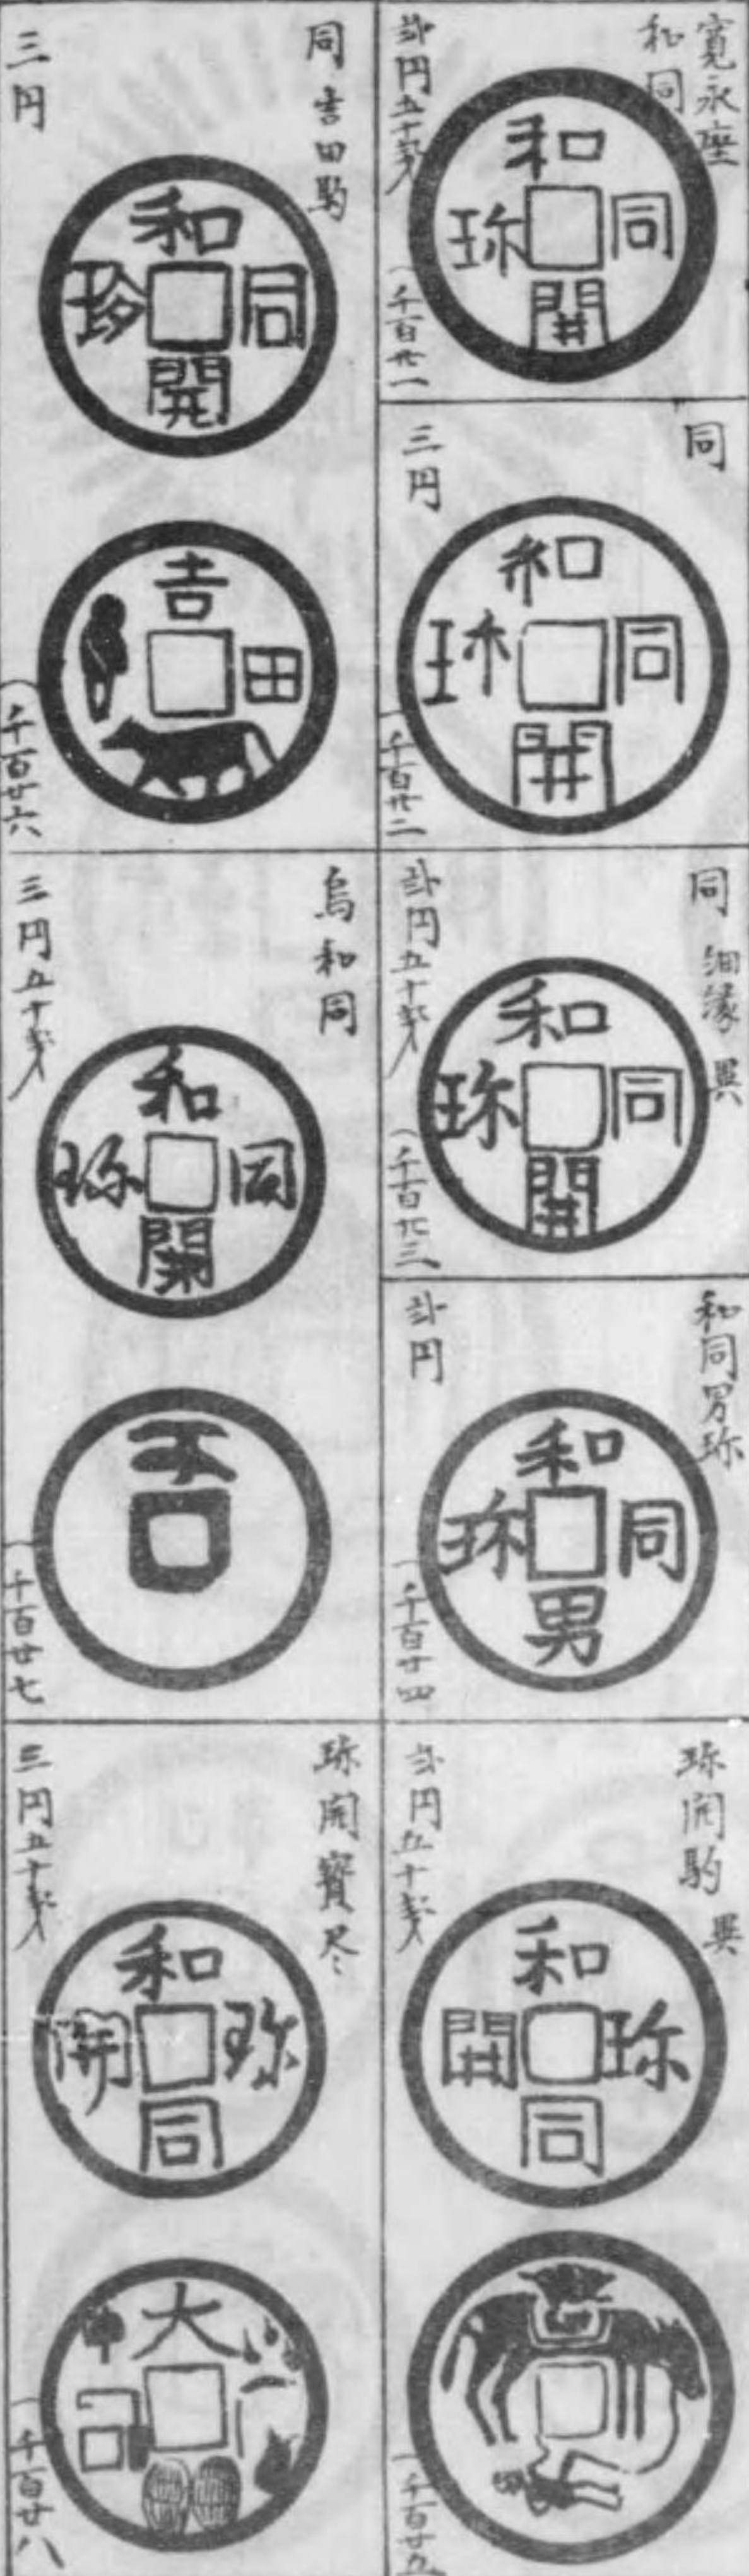 寛永座
和同
和同開珎
弐円五十銭
一千百廿一
同
和同開珎
三円
一千百廿二
同 細縁 異
和同開珎
弐円五十銭
一千百廿三
和同男珎
和同男珎
弐円
一千百廿四
珎開駒 異
和珎同開
弐円五十銭
一千百廿五
同 吉田駒
和同開珍
吉田
三円
一千百廿六
烏和同
和同開珎
三円五十銭
一千百廿七
珎開寳尽
和珎同開
大
三円五十銭
一千百廿八